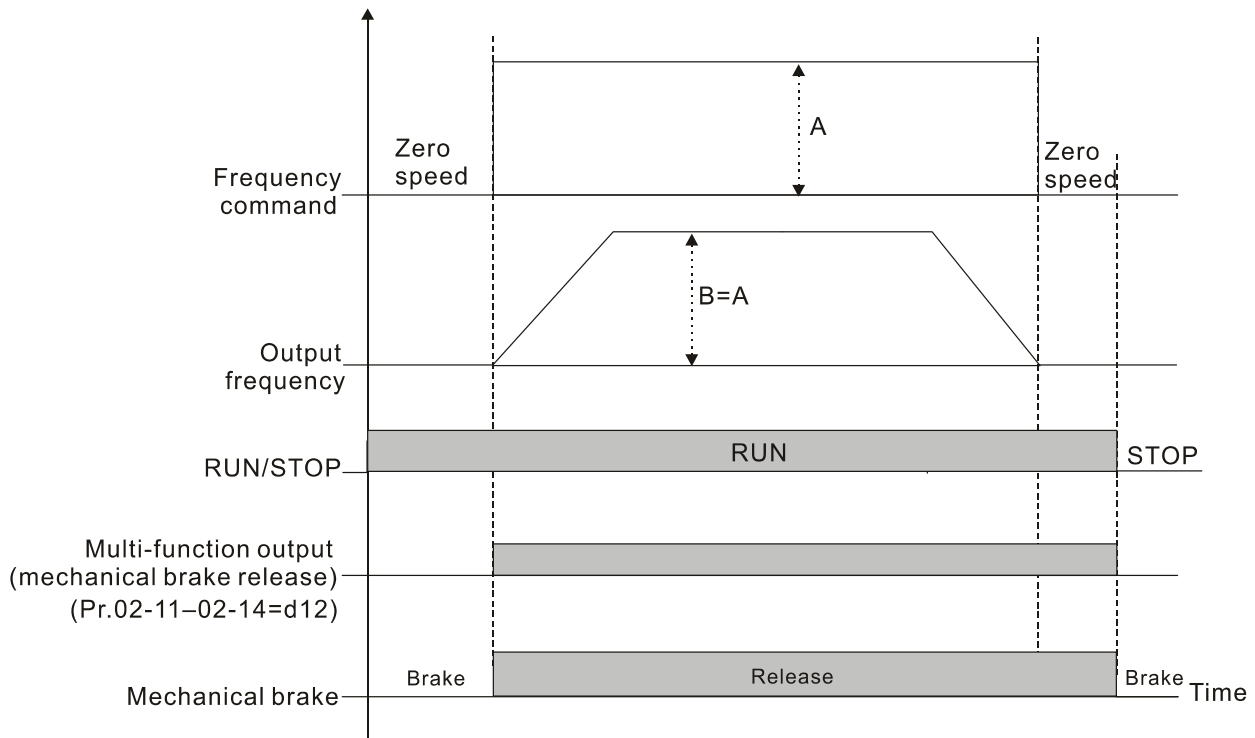 A
Zero
speed
Zero
speed
Frequency
command
B=A
Output
frequency
RUN
RUN/STOP
STOP
Multi-function output
(mechanical brake release)
(Pr.02-11–02-14=d12)
Brake
Release
Brake
Mechanical brake
Time